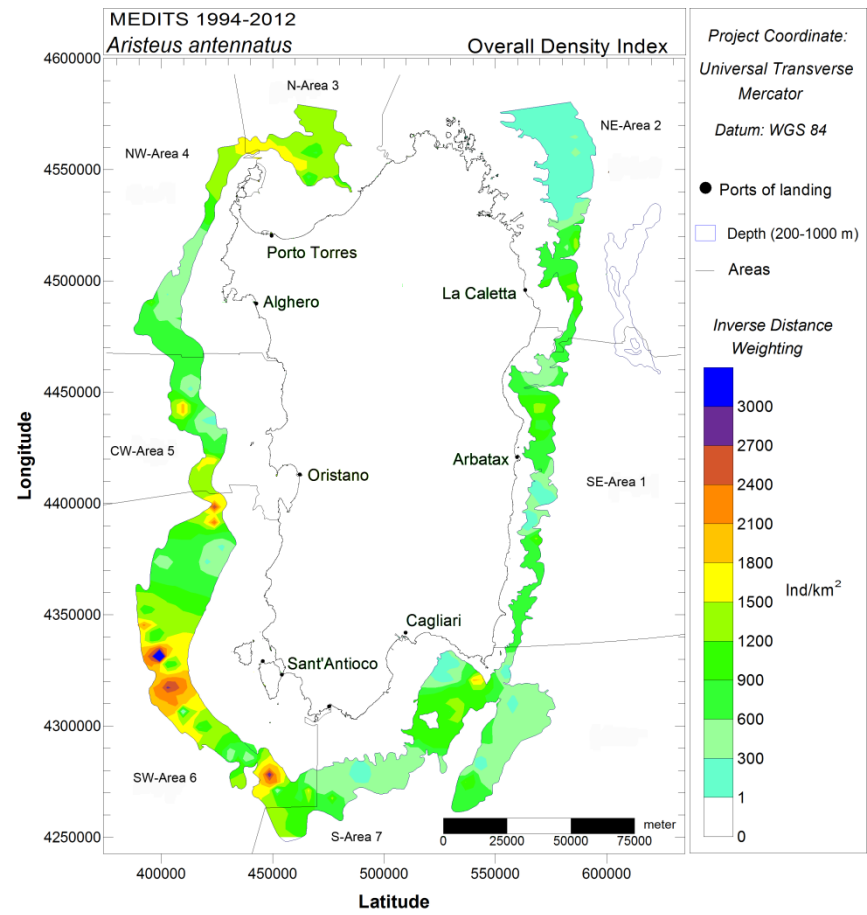 MEDITS 1994-2012
Aristeus antennatus
Overall Density Index
4600000
4550000
4500000
4450000
4400000
4350000
4300000
4250000
Longitude
400000
450000
500000
550000
600000
Latitude
N-Area 3
NE-Area 2
NW-Area 4
Porto Torres
La Caletta
Alghero
CW-Area 5
Oristano
Arbatax
SE-Area 1
Cagliari
Sant'Antioco
SW-Area 6
S-Area 7
meter
0
25000
50000
75000
Project Coordinate:
Universal Transverse
Mercator
Datum: WGS 84
Ports of landing
Depth (200-1000 m)
Areas
Inverse Distance
Weighting
3000
2700
2400
2100
1800
1500
1200
900
600
300
1
0
Ind/km²